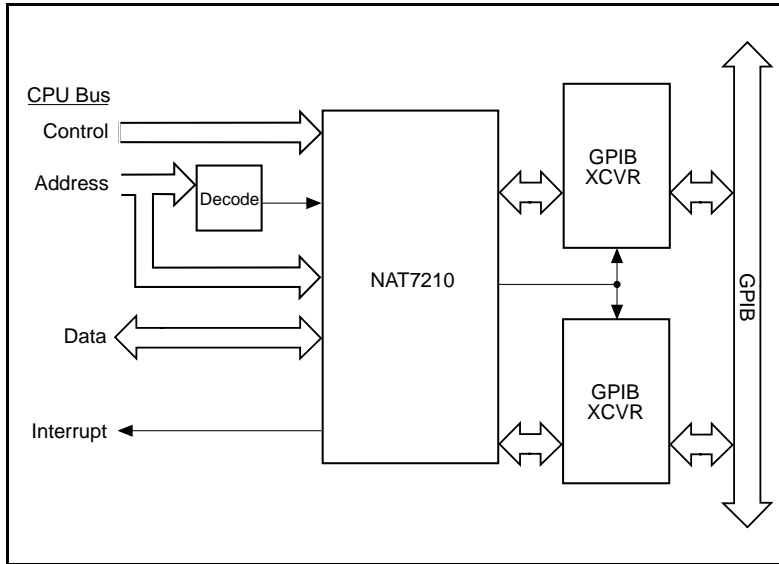 CPU Bus
Control
Address
Decode
Data
Interrupt
NAT7210
GPIB
XCVR
GPIB
XCVR
GPIB